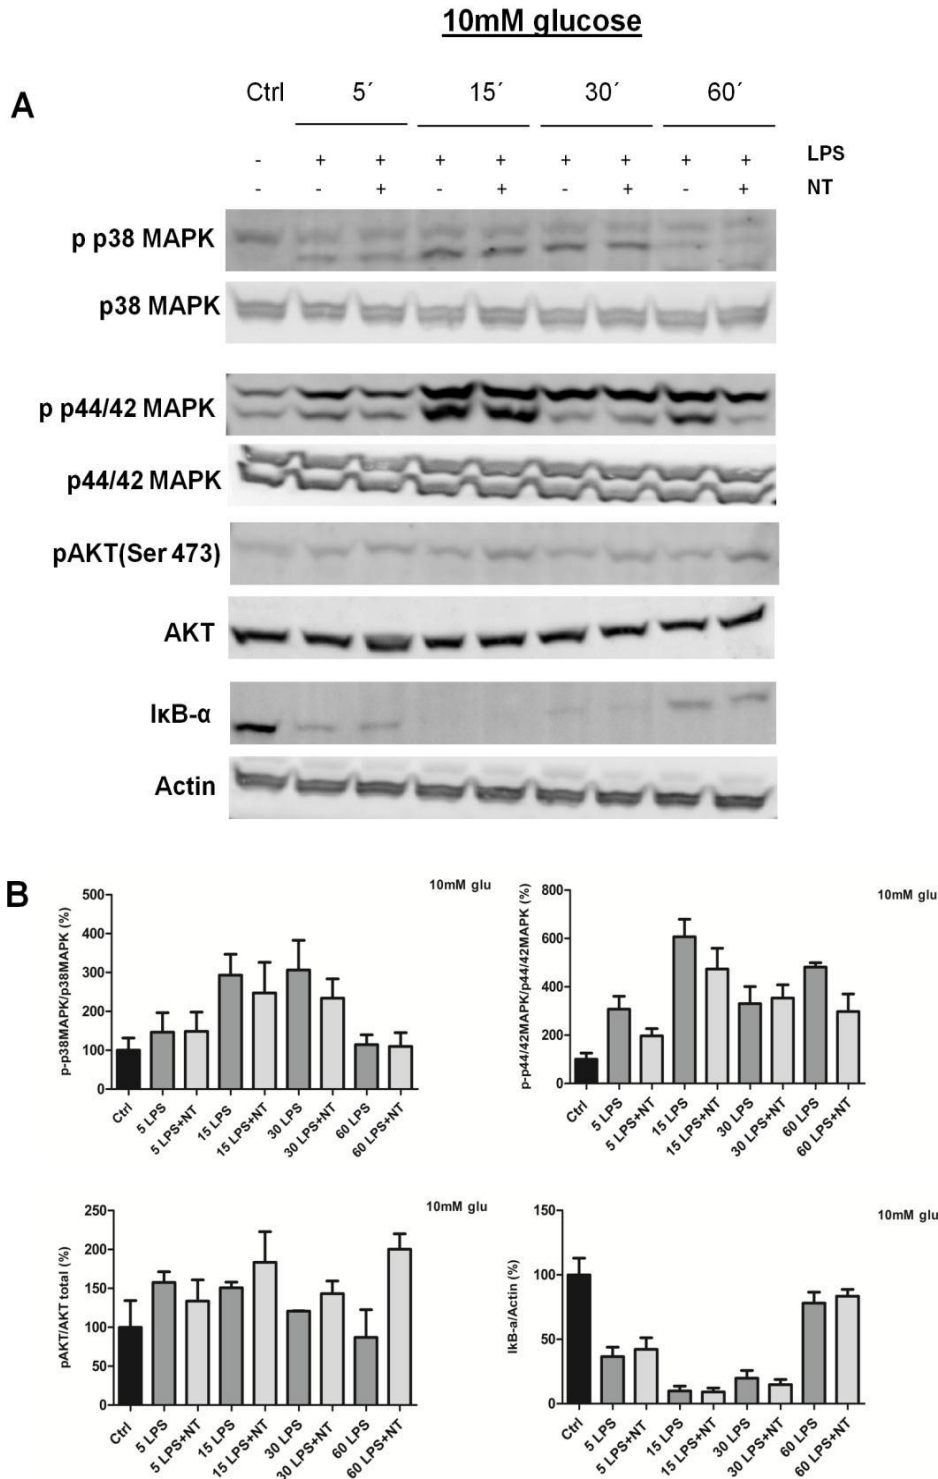 10mM glucose
A
Ctrl 5´ 15´ 30´ 60´
- + + + + + + + + LPS
- - + - + - + - + NT
p p38 MAPK
p38 MAPK
p p44/42 MAPK
p44/42 MAPK
pAKT(Ser 473)
AKT
IκB-α
Actin
B
10mM glu
p-p38MAPK/p38MAPK (%)
500
400
300
200
100
0
Ctrl
5 LPS
5 LPS+NT
15 LPS
15 LPS+NT
30 LPS
30 LPS+NT
60 LPS
60 LPS+NT
10mM glu
p-p44/42MAPK/p44/42MAPK (%)
800
600
400
200
0
Ctrl
5 LPS
5 LPS+NT
15 LPS
15 LPS+NT
30 LPS
30 LPS+NT
60 LPS
60 LPS+NT
10mM glu
pAKT/AKT total (%)
250
200
150
100
50
0
Ctrl
5 LPS
5 LPS+NT
15 LPS
15 LPS+NT
30 LPS
30 LPS+NT
60 LPS
60 LPS+NT
10mM glu
IkB-a/Actin (%)
150
100
50
0
Ctrl
5 LPS
5 LPS+NT
15 LPS
15 LPS+NT
30 LPS
30 LPS+NT
60 LPS
60 LPS+NT